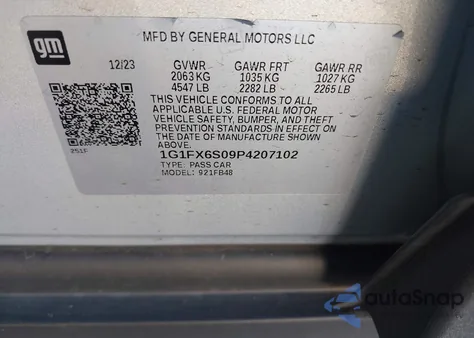 gm
MFD BY GENERAL MOTORS LLC
12/23 GVWR GAWR FRT GAWR RR
2063 KG 1035 KG 1027 KG
4547 LB 2282 LB 2265 LB
THIS VEHICLE CONFORMS TO ALL
APPLICABLE U.S. FEDERAL MOTOR
VEHICLE SAFETY, BUMPER, AND THEFT
PREVENTION STANDARDS IN EFFECT ON
THE DATE OF MANUFACTURE SHOWN
ABOVE.
1G1FX6S09P4207102
TYPE: PASS CAR
MODEL: 921FB48
autoSnap